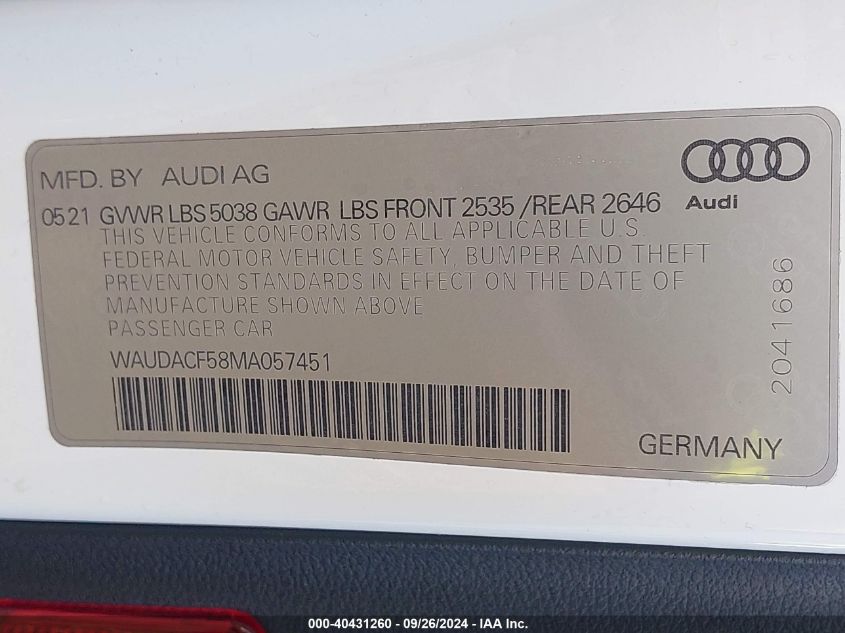 MFD. BY AUDI AG
Audi
0521 GVWR LBS 5038 GAWR LBS FRONT 2535 /REAR 2646
THIS VEHICLE CONFORMS TO ALL APPLICABLE U.S.
FEDERAL MOTOR VEHICLE SAFETY, BUMPER AND THEFT
PREVENTION STANDARDS IN EFFECT ON THE DATE OF
MANUFACTURE SHOWN ABOVE
PASSENGER CAR
WAUDACF58MA057451
2041686
GERMANY
000-40431260 - 09/26/2024 - IAA Inc.